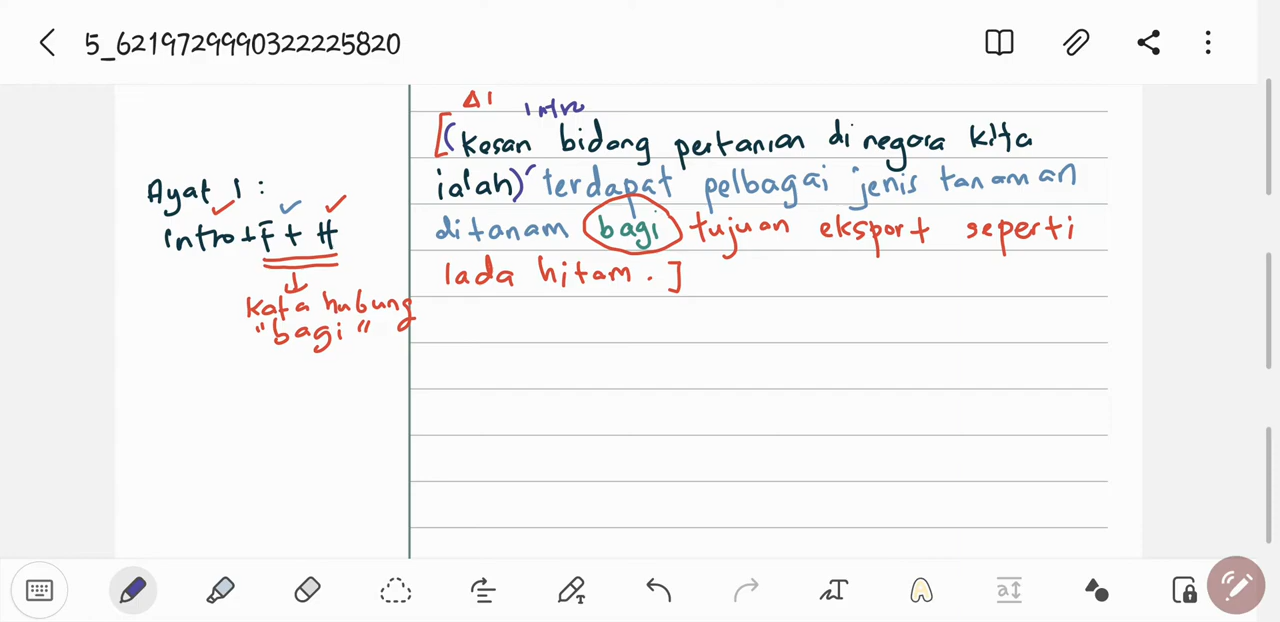 5_6219729990322225820
Ayat 1 :
intro + F + H
kata hubung
"bagi"
A1 intro
[(kesan bidang pertanian di negara kita
ialah) terdapat pelbagai jenis tanaman
ditanam bagi tujuan eksport seperti
lada hitam . ]